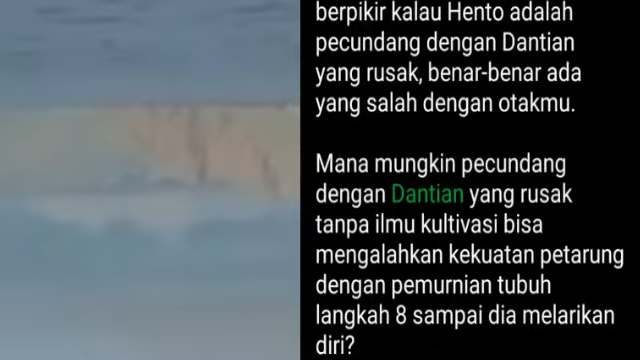 berpikir kalau Hento adalah
pecundang dengan Dantian
yang rusak, benar-benar ada
yang salah dengan otakmu.
Mana mungkin pecundang
dengan Dantian yang rusak
tanpa ilmu kultivasi bisa
mengalahkan kekuatan petarung
dengan pemurnian tubuh
langkah 8 sampai dia melarikan
diri?